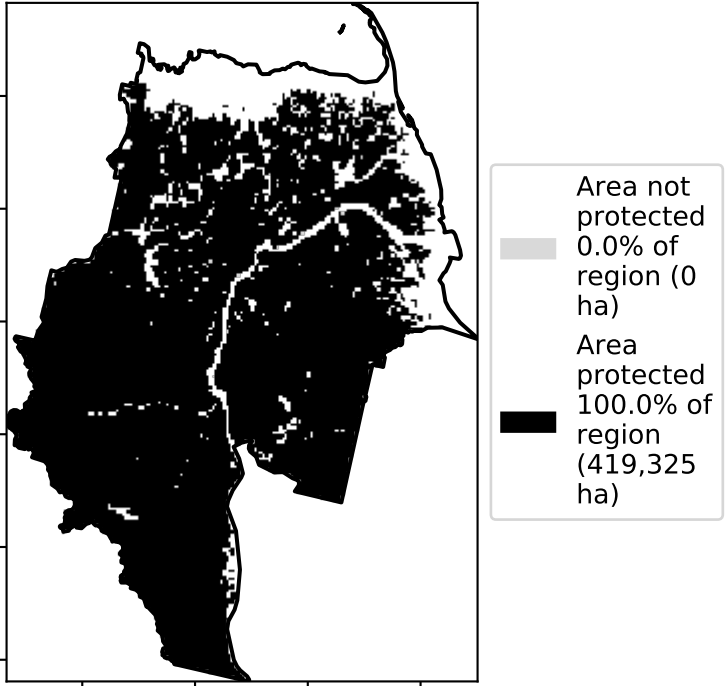 Area not
protected
0.0% of
region (0
ha)
Area
protected
100.0% of
region
(419,325
ha)